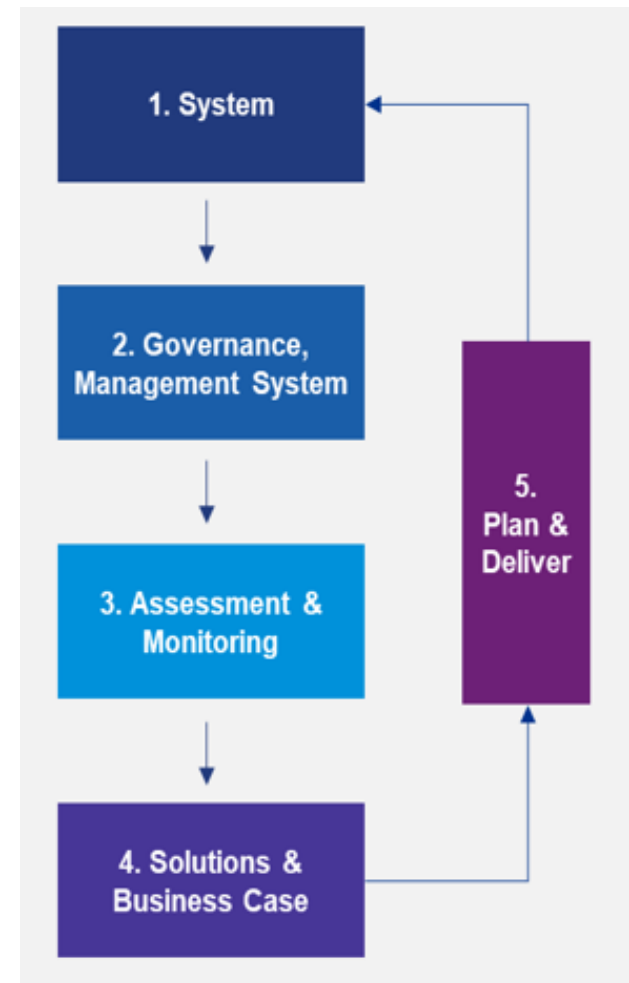 1. System
2. Governance,
Management System
3. Assessment &
Monitoring
4. Solutions &
Business Case
5.
Plan &
Deliver